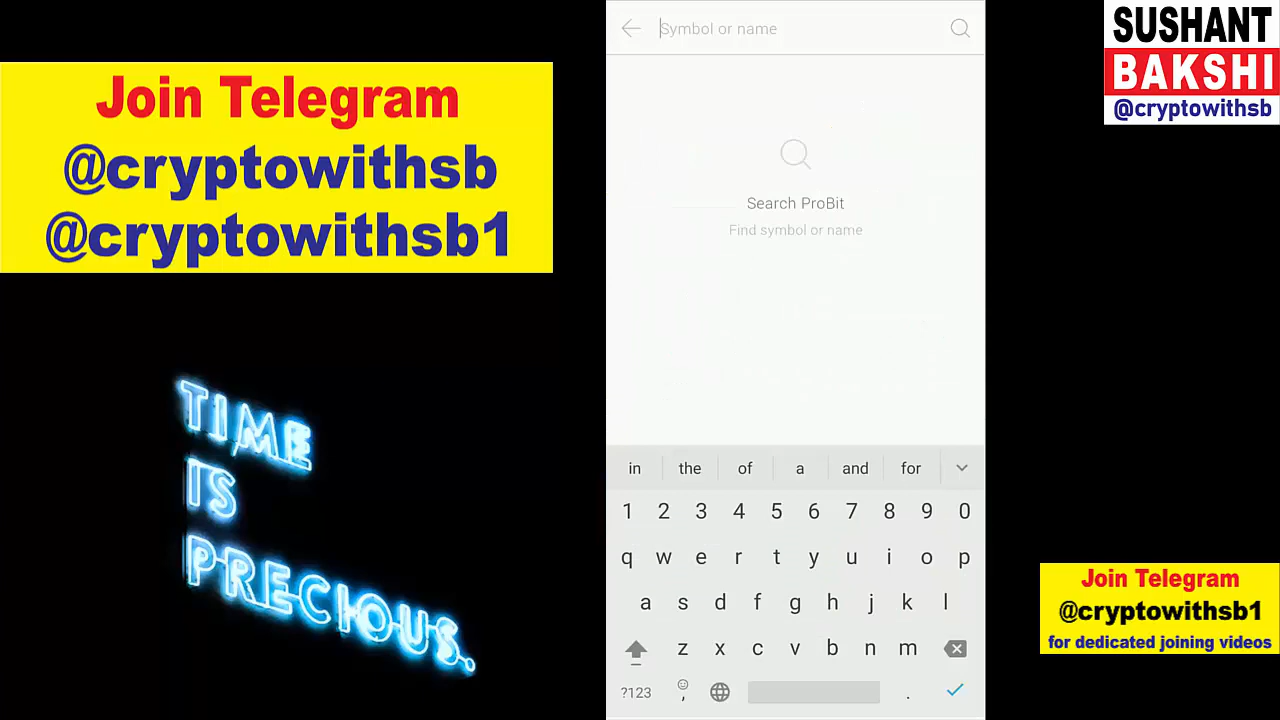 Join Telegram
@cryptowithsb
@cryptowithsb1
TIME
IS
PRECIOUS.
Symbol or name
Search ProBit
Find symbol or name
in the of a and for
1 2 3 4 5 6 7 8 9 0
q w e r t y u i o p
a s d f g h j k l
z x c v b n m
?123 , .
SUSHANT
BAKSHI
@cryptowithsb
Join Telegram
@cryptowithsb1
for dedicated joining videos